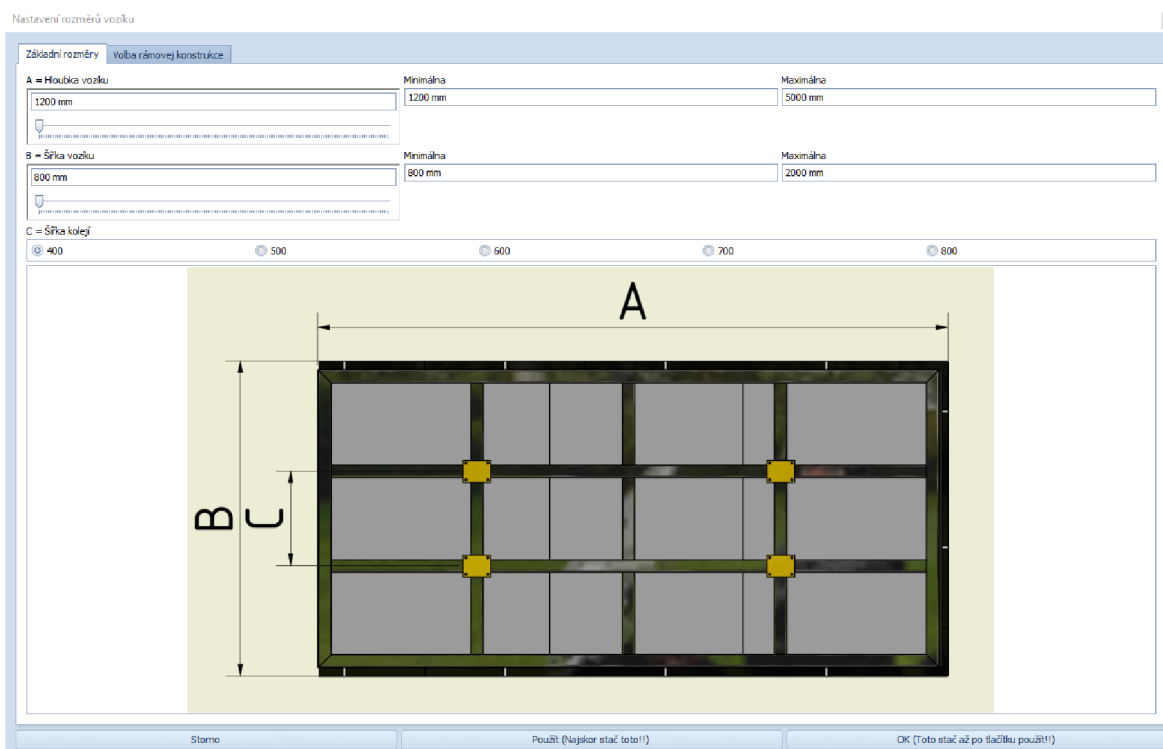 Nastavení rozměrů vozíku
Základní rozměry Volba rámovej konstrukce
A = Hloubka vozíku Minimálna Maximálna
1200 mm 1200 mm 5000 mm
B = Šířka vozíku Minimálna Maximálna
800 mm 800 mm 2000 mm
C = Šířka kolejí
400 500 600 700 800
A
B C
Storno Použít (Najskor stač toto!!) OK (Toto stač až po tlačítku použít!!)